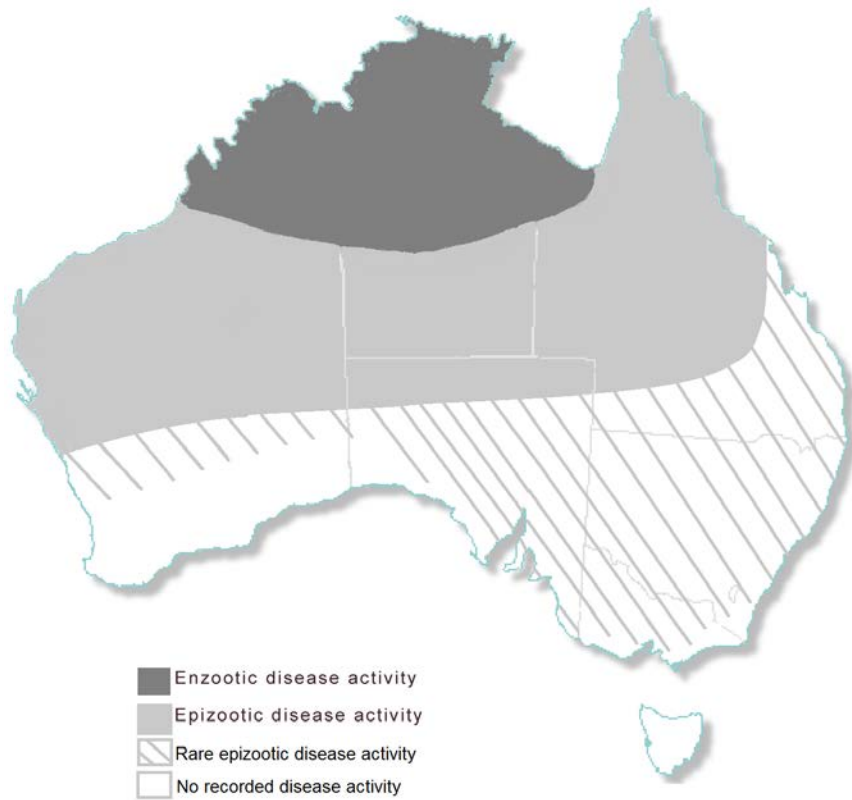 Enzootic disease activity
Epizootic disease activity
Rare epizootic disease activity
No recorded disease activity